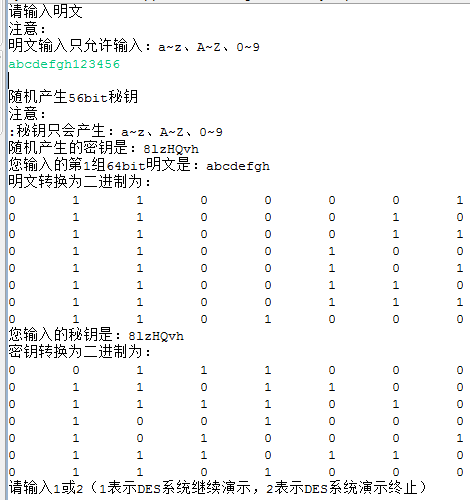 请输入明文
注意:
明文输入只允许输入: a~z、A~Z、0~9
abcdefgh123456
随机产生56bit秘钥
注意:
:秘钥只会产生: a~z、A~Z、0~9
随机产生的密钥是: 8lzHQvh
您输入的第1组64bit明文是: abcdefgh
明文转换为二进制为:
0 1 1 0 0 0 0 1
0 1 1 0 0 0 1 0
0 1 1 0 0 0 1 1
0 1 1 0 0 1 0 0
0 1 1 0 0 1 0 1
0 1 1 0 0 1 1 0
0 1 1 0 0 1 1 1
0 1 1 0 1 0 0 0
您输入的秘钥是: 8lzHQvh
密钥转换为二进制为:
0 0 1 1 1 0 0 0
0 1 1 0 1 1 0 0
0 1 1 1 1 0 1 0
0 1 0 0 1 0 0 0
0 1 0 1 0 0 0 1
0 1 1 1 0 1 1 0
0 1 1 0 1 0 0 0
请输入1或2（1表示DES系统继续演示，2表示DES系统演示终止）